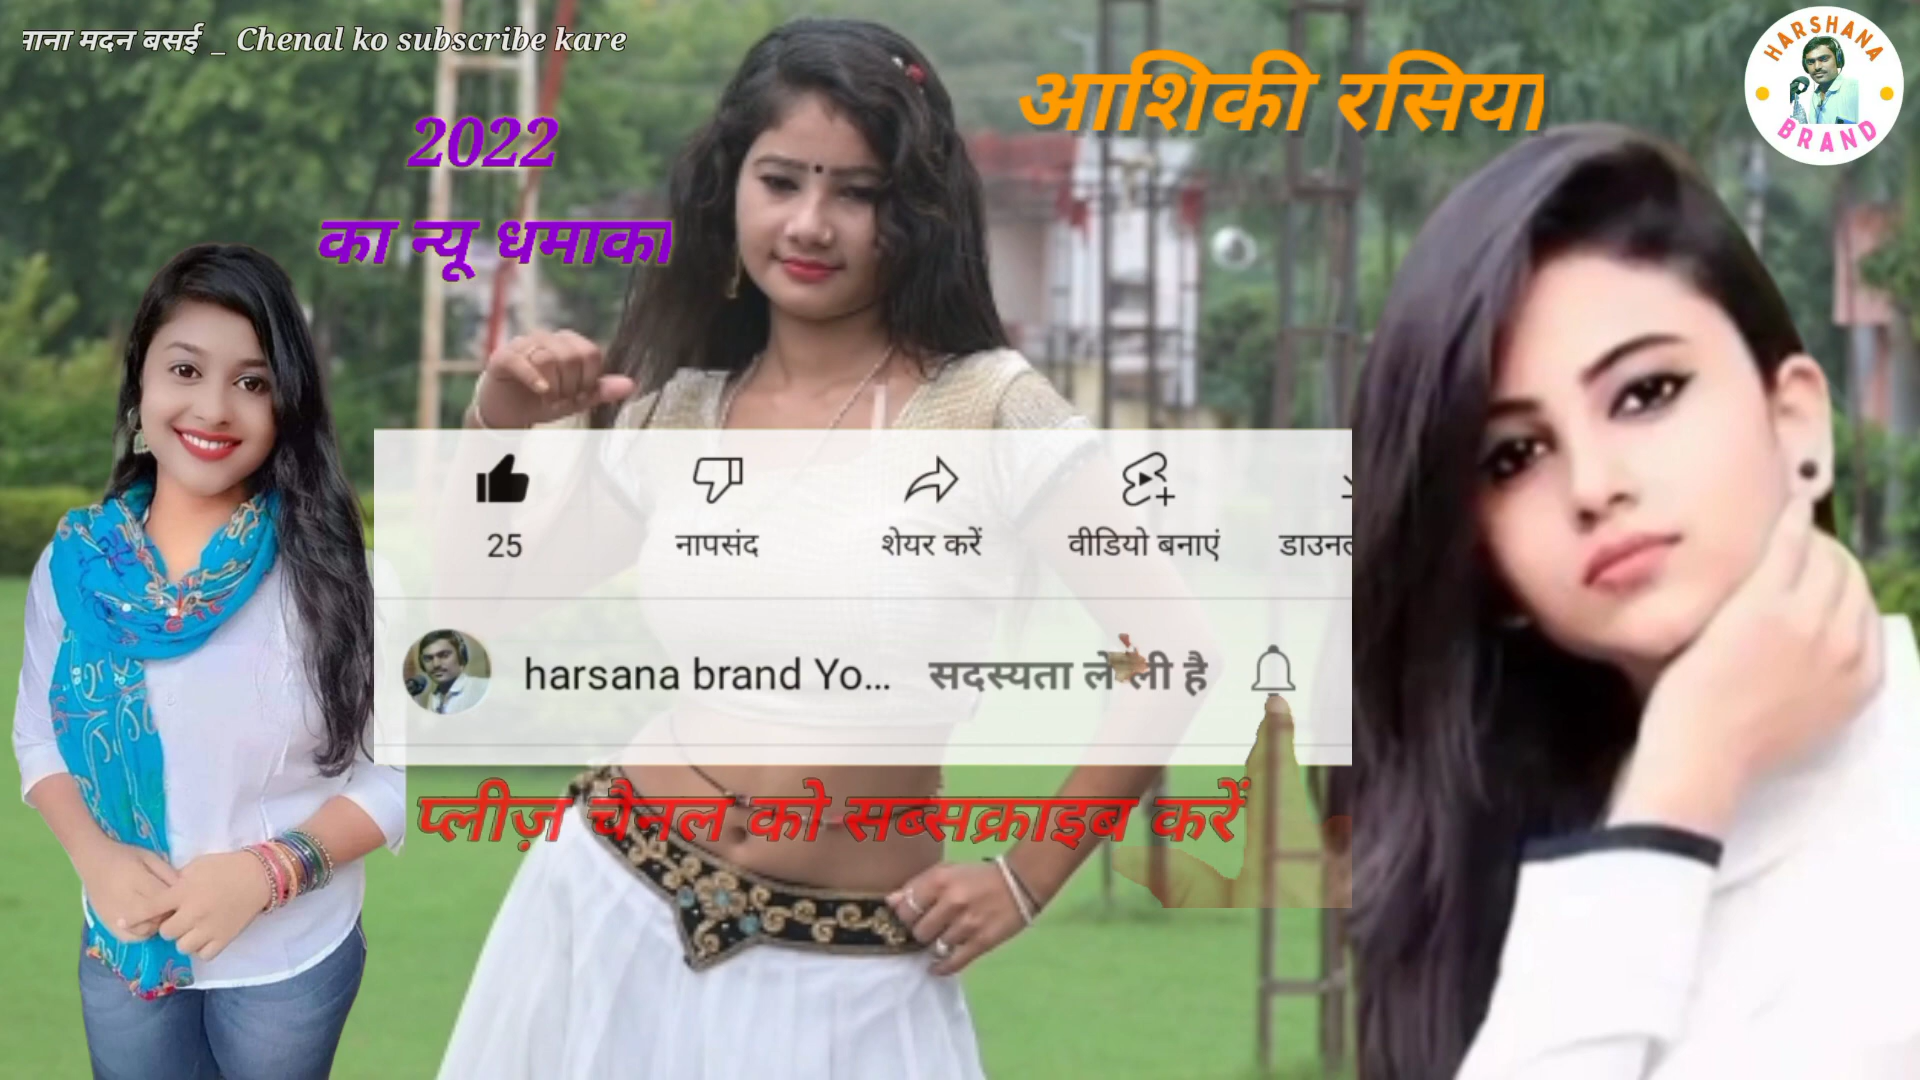 नाना मदन बसई _ Chenal ko subscribe kare
HARSHANA
BRAND
आशिकी रसिया
2022
का न्यू धमाका
25
नापसंद
शेयर करें
वीडियो बनाएं
harsana brand Yo...
सदस्यता ले ली है
प्लीज़ चैनल को सब्सक्राइब करें